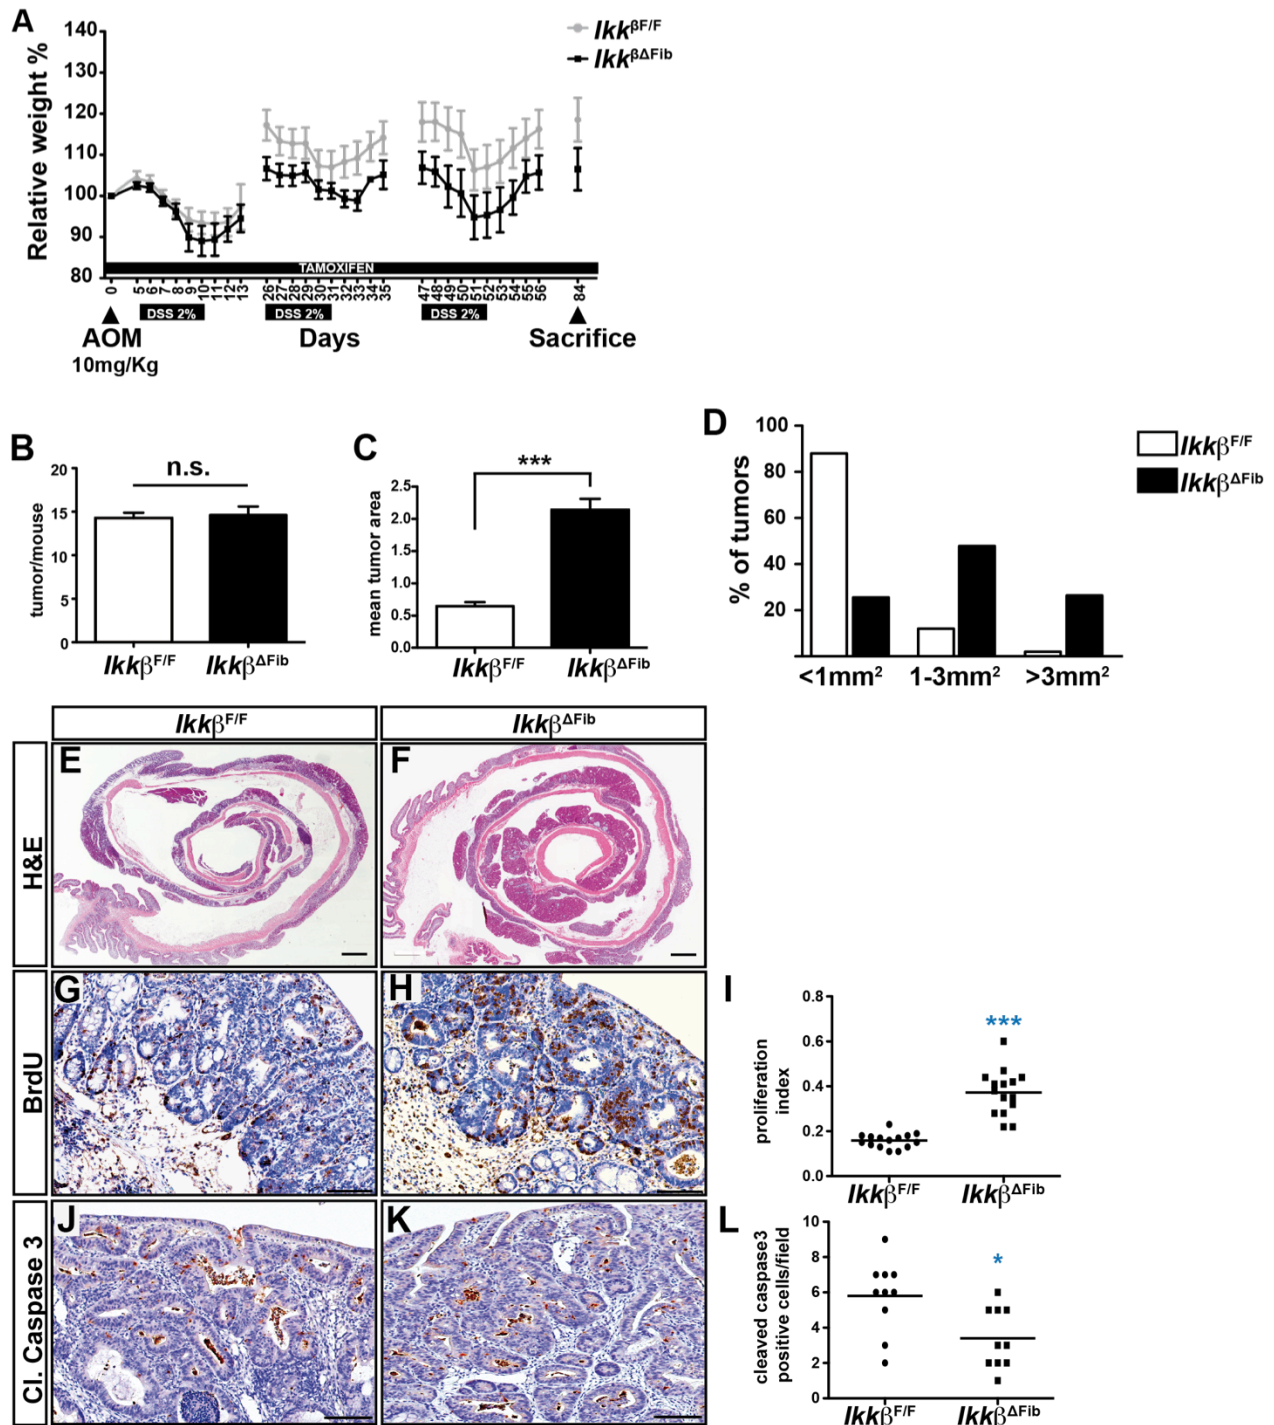 A
Ikk βF/F
Ikk βΔFib
Relative weight %
140
130
120
110
100
90
80
TAMOXIFEN
0 5 6 7 8 9 10 11 12 13 26 27 28 29 30 31 32 33 34 35 47 48 49 50 51 52 53 54 55 56 84
DSS 2% DSS 2% DSS 2%
AOM Days Sacrifice
10mg/Kg
B
n.s.
tumor/mouse
20
15
10
5
0
Ikkβ F/F Ikkβ ΔFib
C
***
mean tumor area
2.5
2.0
1.5
1.0
0.5
0.0
Ikkβ F/F Ikkβ ΔFib
D
% of tumors
100
80
60
40
20
<1mm² 1-3mm² >3mm²
Ikkβ F/F
Ikkβ ΔFib
Ikkβ F/F Ikkβ ΔFib
H&E
E F
BrdU
G H
I
proliferation index
0.8
0.6
0.4
0.2
0.0
***
Ikkβ F/F Ikkβ ΔFib
Cl. Caspase 3
J K
L
cleaved caspase3
positive cells/field
10
8
6
4
2
0
*
Ikkβ F/F Ikkβ ΔFib